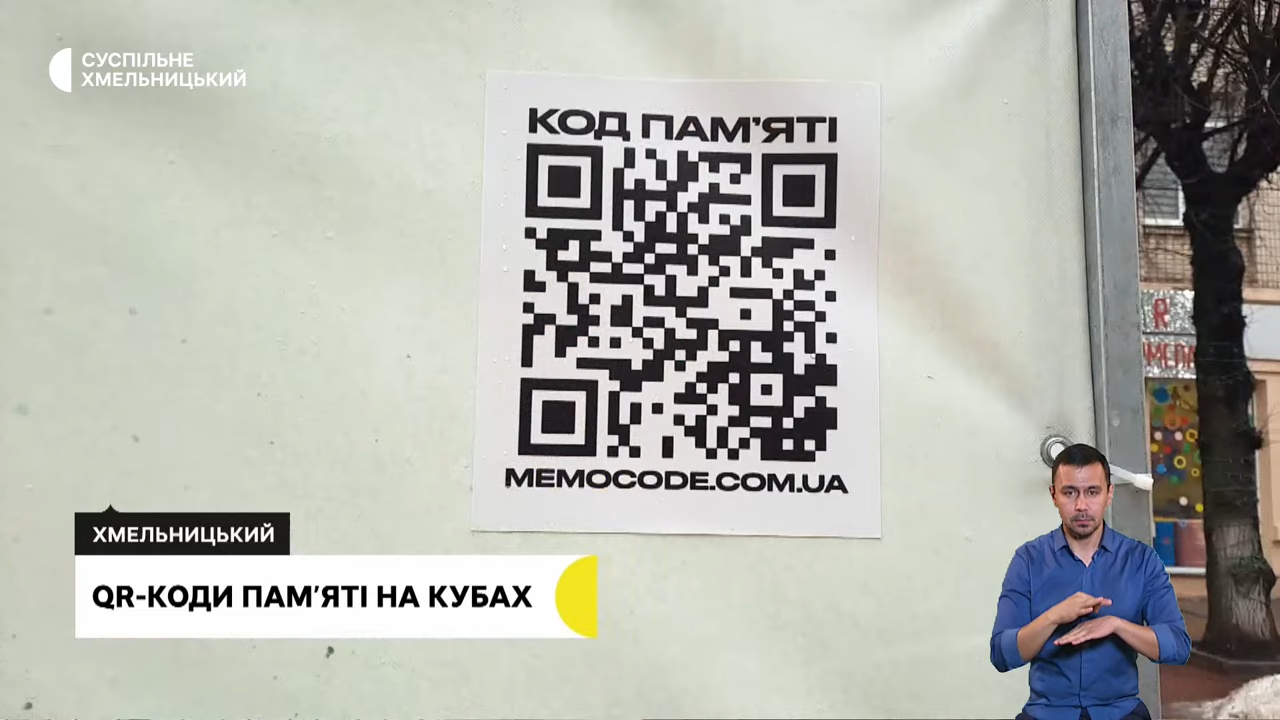 СУСПІЛЬНЕ
ХМЕЛЬНИЦЬКИЙ
КОД ПАМ’ЯТІ
MEMOCODE.COM.UA
R
ХМЕЛЬНИЦЬКИЙ
QR-КОДИ ПАМ’ЯТІ НА КУБАХ